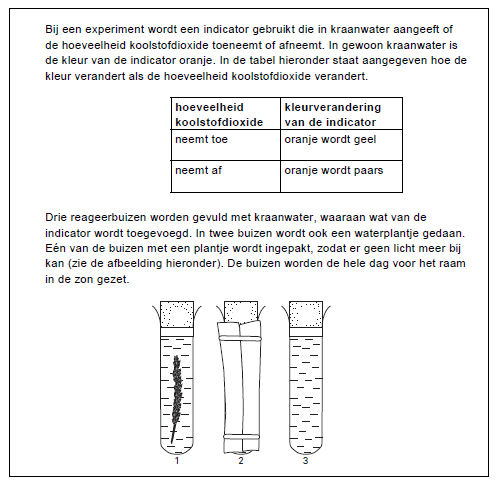 Bij een experiment wordt een indicator gebruikt die in kraanwater aangeeft of
de hoeveelheid koolstofdioxide toeneemt of afneemt. In gewoon kraanwater is
de kleur van de indicator oranje. In de tabel hieronder staat aangegeven hoe de
kleur verandert als de hoeveelheid koolstofdioxide verandert.
hoeveelheid koolstofdioxide kleurverandering van de indicator
neemt toe oranje wordt geel
neemt af oranje wordt paars
Drie reageerbuizen worden gevuld met kraanwater, waaraan wat van de
indicator wordt toegevoegd. In twee buizen wordt ook een waterplantje gedaan.
Eén van de buizen met een plantje wordt ingepakt, zodat er geen licht meer bij
kan (zie de afbeelding hieronder). De buizen worden de hele dag voor het raam
in de zon gezet.
1 2 3